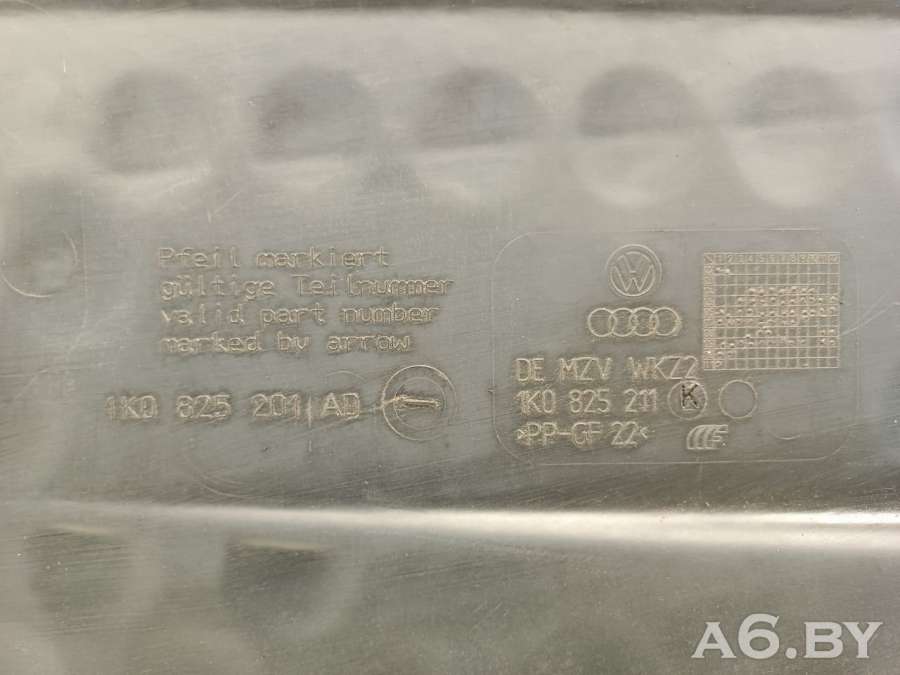 Pfeil markiert
gültige Teilnummer
valid part number
marked by arrow
1K0 825 201 AD
DE MZV WKZ2
1K0 825 211 K
>PP-GF 22<
A6.BY